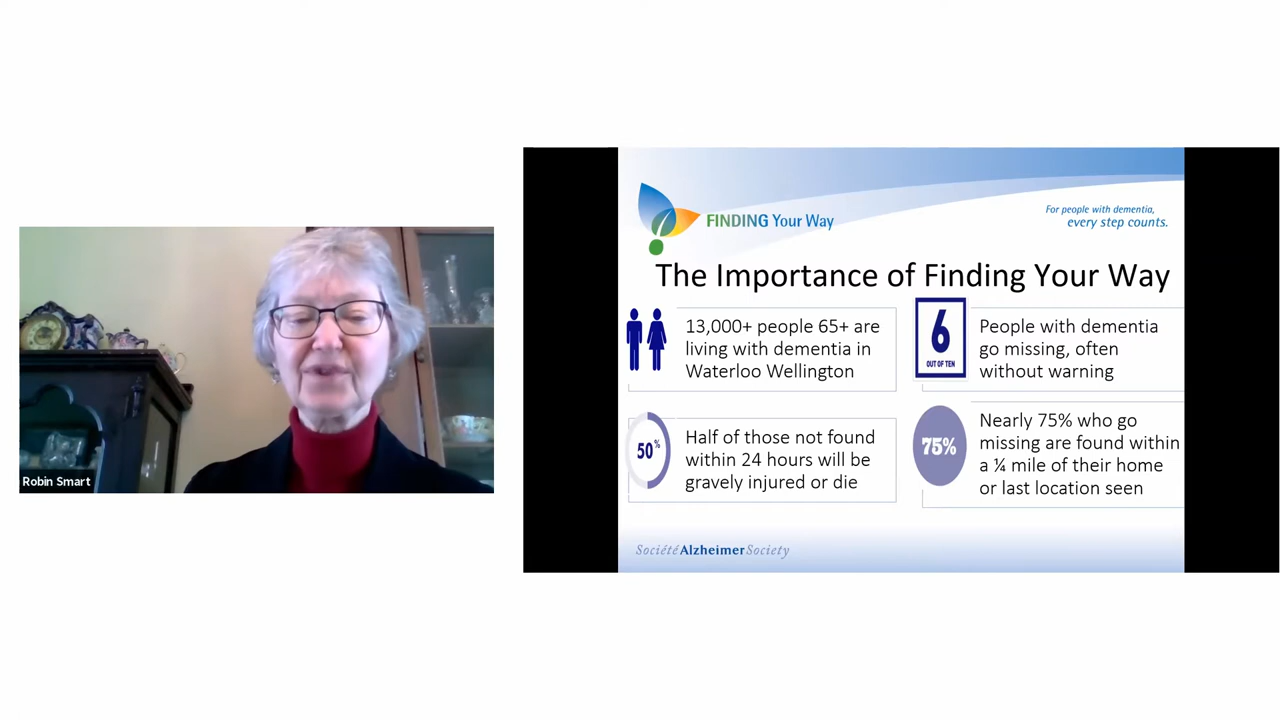 Robin Smart
FINDING Your Way
For people with dementia,
every step counts.
The Importance of Finding Your Way
13,000+ people 65+ are
living with dementia in
Waterloo Wellington
6
OUT OF TEN
People with dementia
go missing, often
without warning
50%
Half of those not found
within 24 hours will be
gravely injured or die
75%
Nearly 75% who go
missing are found within
a ¼ mile of their home
or last location seen
Société Alzheimer Society